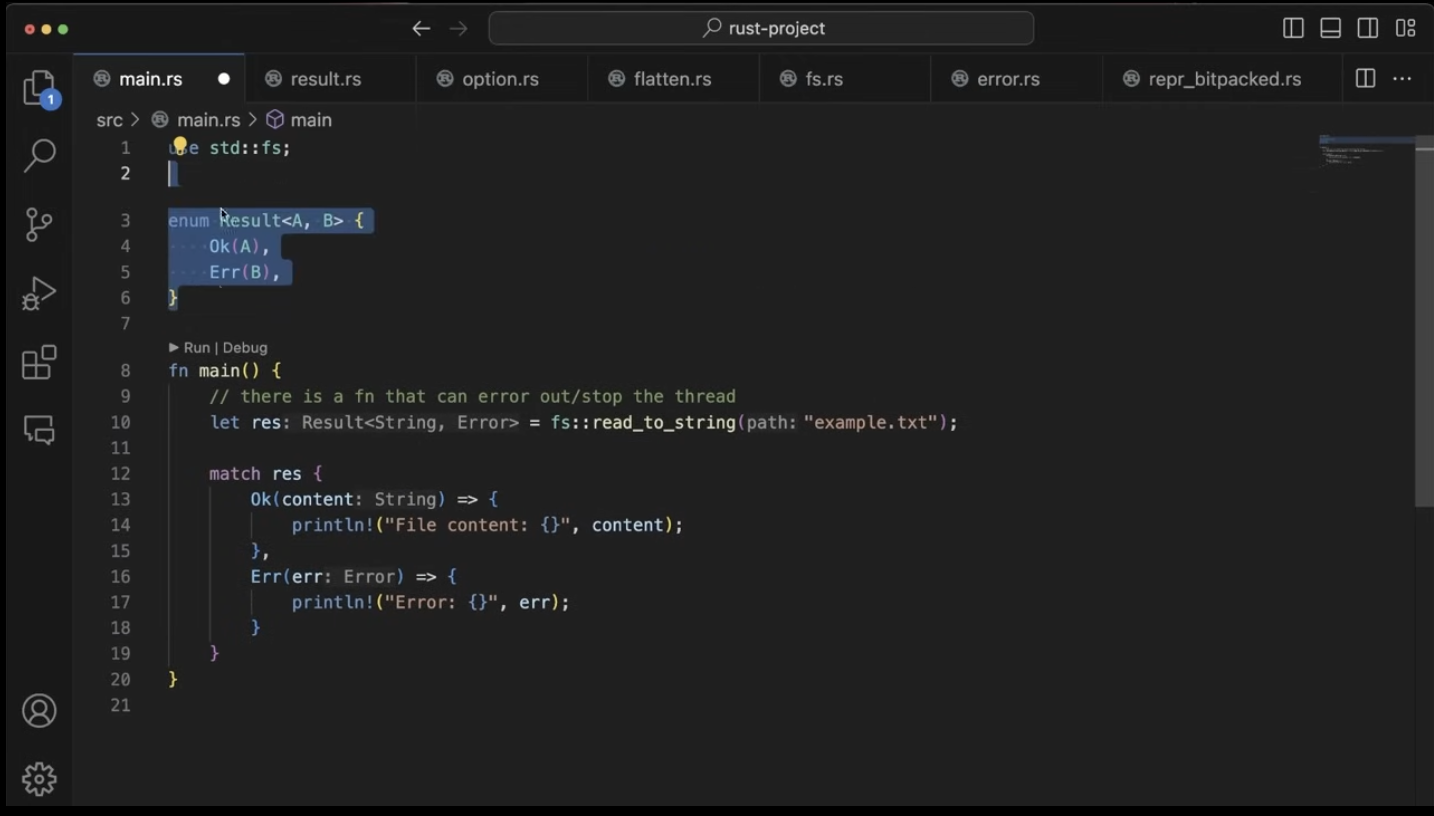 rust-project
1
main.rs
result.rs
option.rs
flatten.rs
fs.rs
error.rs
repr_bitpacked.rs
src > main.rs > main
1 use std::fs;
2
3 enum Result<A, B> {
4 Ok(A),
5 Err(B),
6 }
7
Run | Debug
8 fn main() {
9 // there is a fn that can error out/stop the thread
10 let res: Result<String, Error> = fs::read_to_string(path: "example.txt");
11
12 match res {
13 Ok(content: String) => {
14 println!("File content: {}", content);
15 },
16 Err(err: Error) => {
17 println!("Error: {}", err);
18 }
19 }
20 }
21